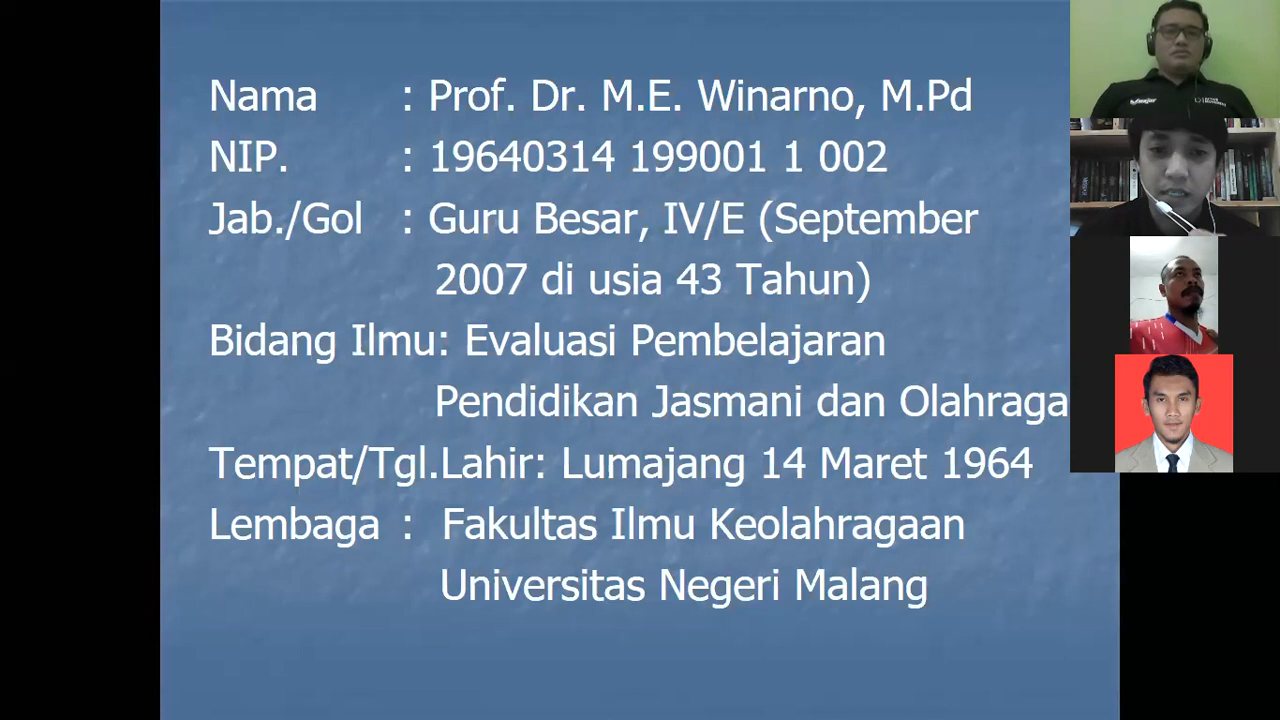 Nama : Prof. Dr. M.E. Winarno, M.Pd
NIP. : 19640314 199001 1 002
Jab./Gol : Guru Besar, IV/E (September
2007 di usia 43 Tahun)
Bidang Ilmu: Evaluasi Pembelajaran
Pendidikan Jasmani dan Olahraga
Tempat/Tgl.Lahir: Lumajang 14 Maret 1964
Lembaga : Fakultas Ilmu Keolahragaan
Universitas Negeri Malang